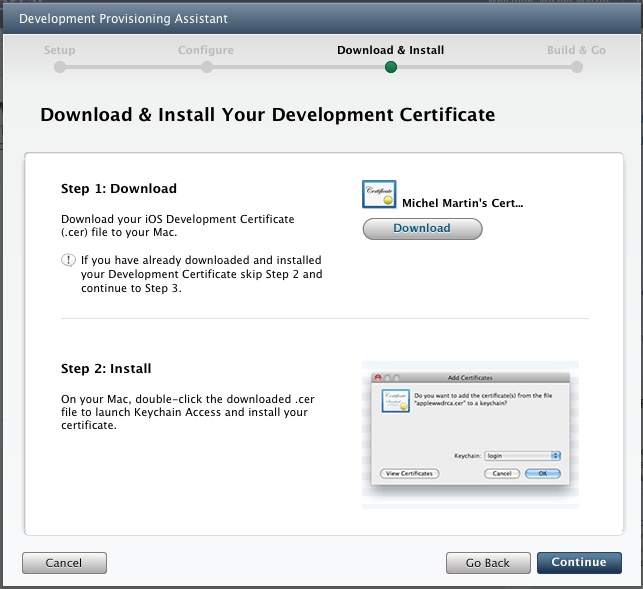 Development Provisioning Assistant
Setup
Configure
Download & Install
Build & Go
Download & Install Your Development Certificate
Step 1: Download
Download your iOS Development Certificate
(.cer) file to your Mac.
If you have already downloaded and installed
your Development Certificate skip Step 2 and
continue to Step 3.
Certificate
Michel Martin's Cert...
Download
Step 2: Install
On your Mac, double-click the downloaded .cer
file to launch Keychain Access and install your
certificate.
Add Certificates
Certificate
Do you want to add the certificate(s) from the file
"applewwdrca.cer" to a keychain?
Keychain: login
View Certificates
Cancel
OK
Cancel
Go Back
Continue